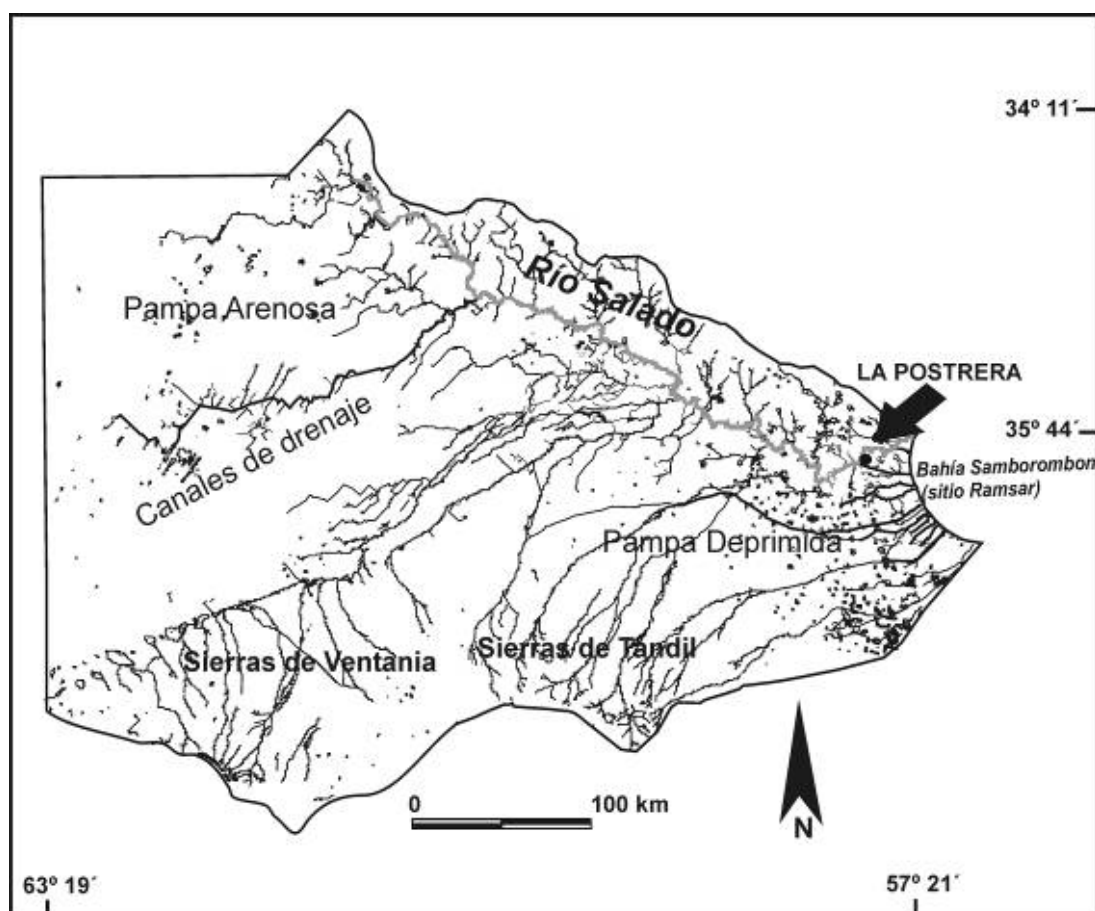 34º 11´
Río Salado
Pampa Arenosa
LA POSTRERA
35º 44´
Canales de drenaje
Bahía Samborombon
(sitio Ramsar)
Pampa Deprimida
Sierras de Ventania
Sierras de Tandil
0 100 km
N
63º 19´
57º 21´